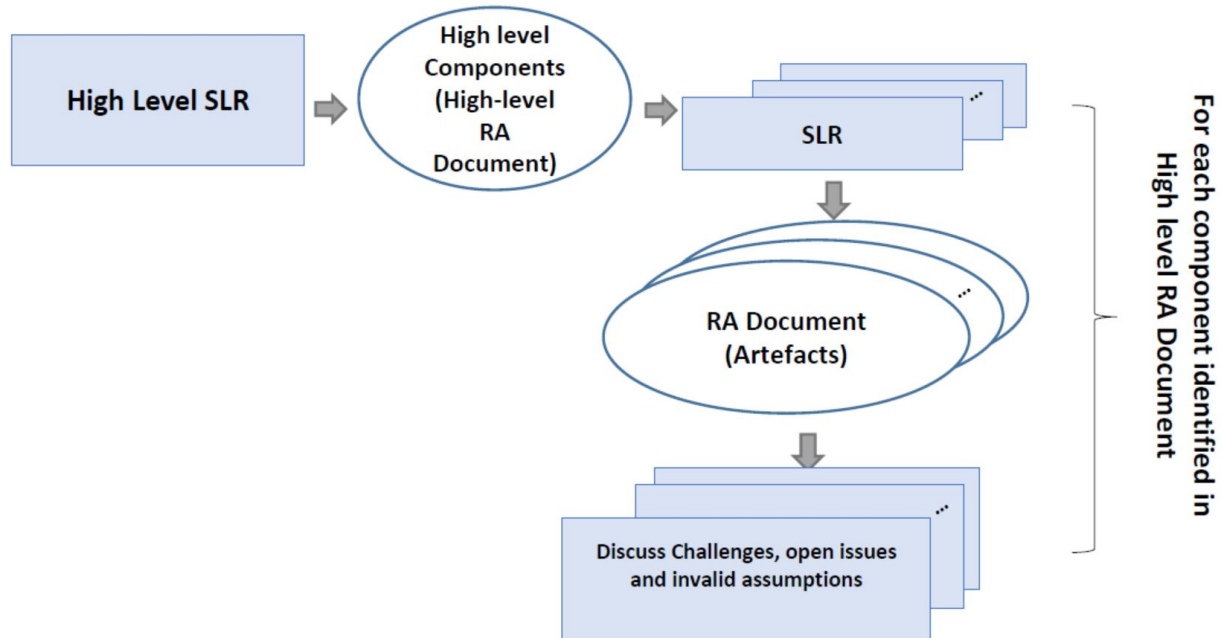 High Level SLR
High level
Components
(High-level
RA
Document)
SLR
...
RA Document
(Artefacts)
...
Discuss Challenges, open issues
and invalid assumptions
...
For each component identified in
High level RA Document